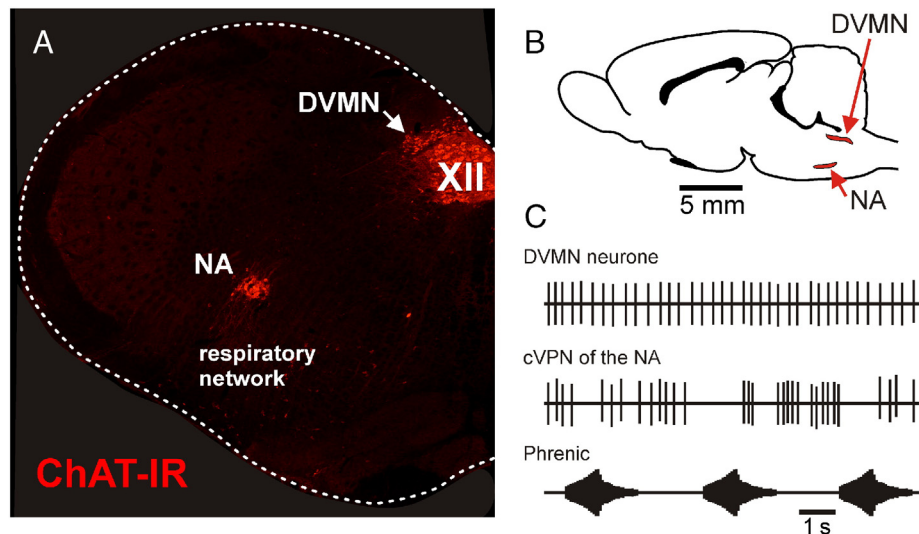 A
DVMN
XII
NA
respiratory
network
ChAT-IR
B
DVMN
5 mm
NA
C
DVMN neurone
cVPN of the NA
Phrenic
1 s